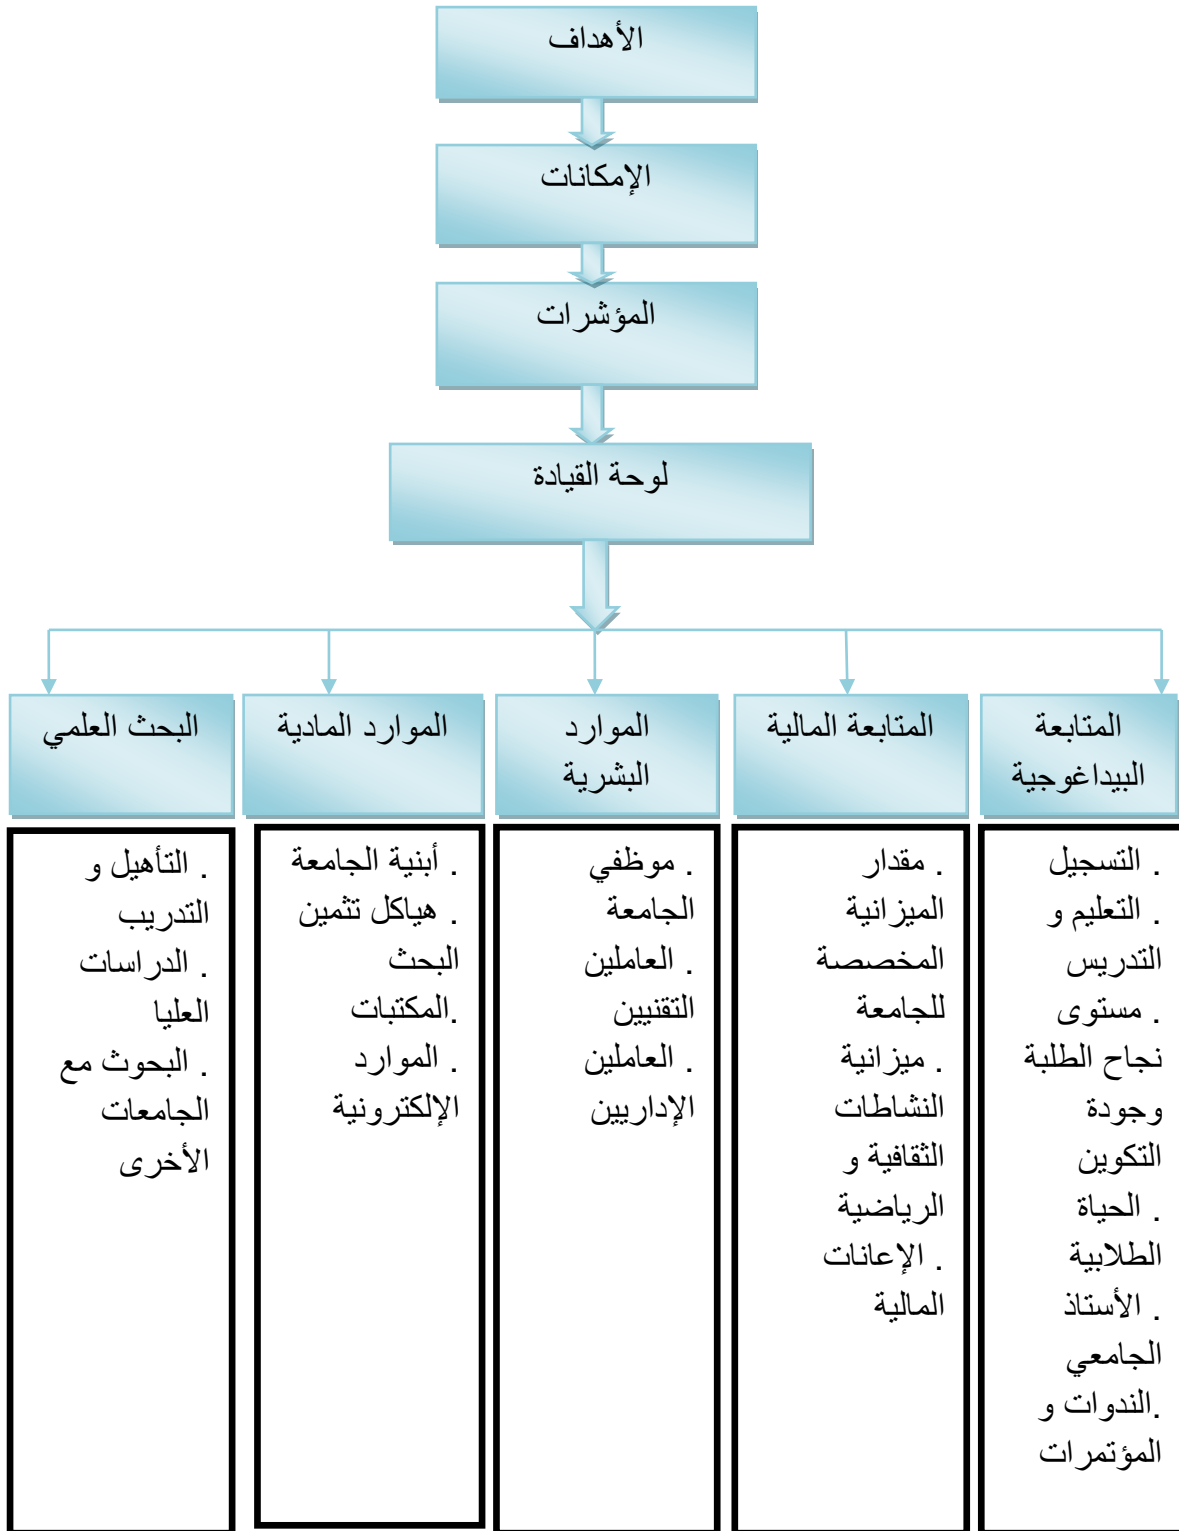 الأهداف
الإمكانات
المؤشرات
لوحة القيادة
المتابعة
البيداغوجية
المتابعة المالية
الموارد
البشرية
الموارد المادية
البحث العلمي
. التسجيل
. التعليم و
التدريس
. مستوى
نجاح الطلبة
وجودة
التكوين
. الحياة
الطلابية
. الأستاذ
الجامعي
.الندوات و
المؤتمرات
. مقدار
الميزانية
المخصصة
للجامعة
. ميزانية
النشاطات
الثقافية و
الرياضية
. الإعانات
المالية
. موظفي
الجامعة
. العاملين
التقنيين
. العاملين
الإداريين
. أبنية الجامعة
. هياكل تثمين
البحث
.المكتبات
. الموارد
الإلكترونية
. التأهيل و
التدريب
. الدراسات
العليا
. البحوث مع
الجامعات
الأخرى